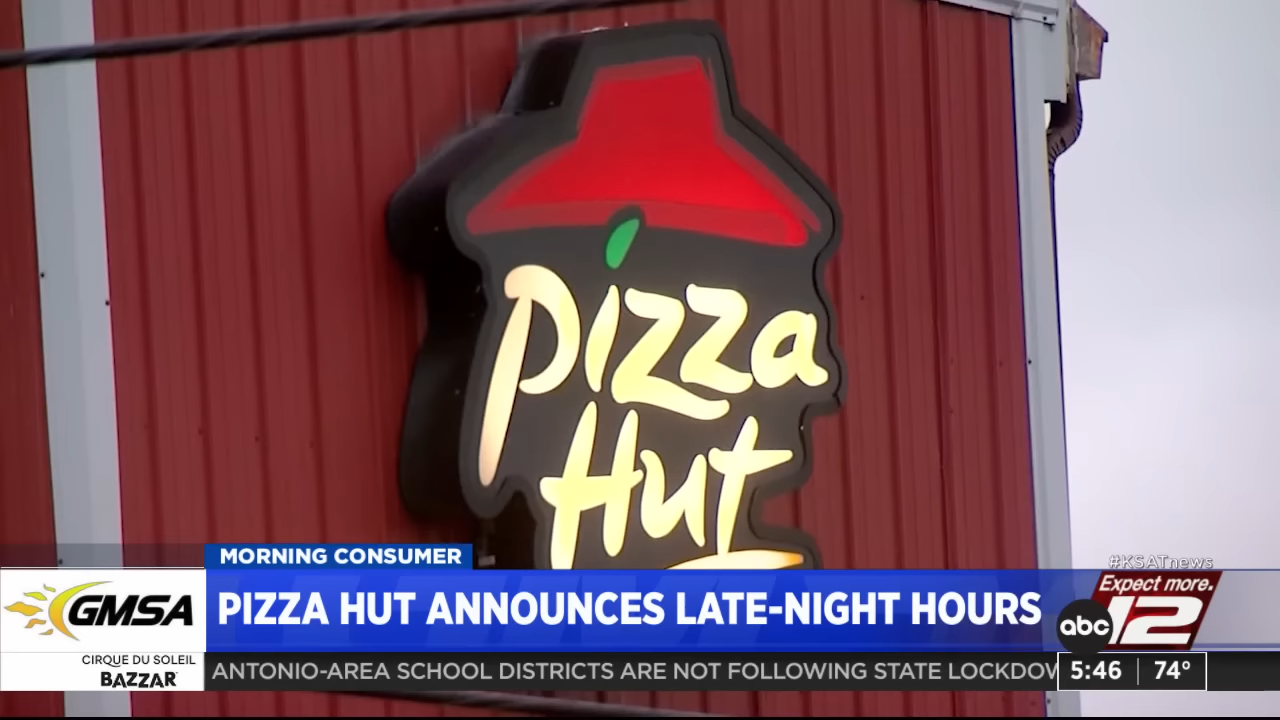 Pizza
Hut
MORNING CONSUMER
#KSATnews
GMSA
PIZZA HUT ANNOUNCES LATE-NIGHT HOURS
Expect more.
abc 12
CIRQUE DU SOLEIL
BAZZAR
ANTONIO-AREA SCHOOL DISTRICTS ARE NOT FOLLOWING STATE
5:46 74°